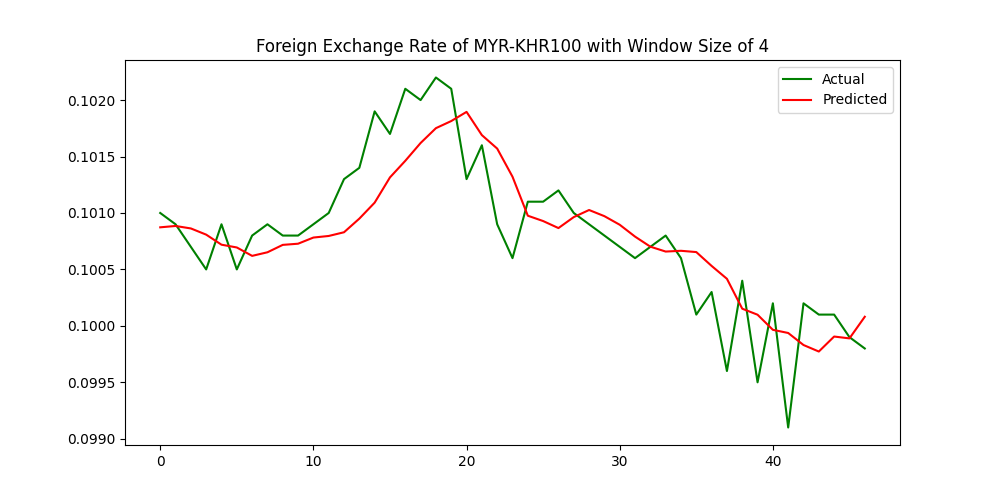 Foreign Exchange Rate of MYR-KHR100 with Window Size of 4
Actual
Predicted
0.1020
0.1015
0.1010
0.1005
0.1000
0.0995
0.0990
0 10 20 30 40